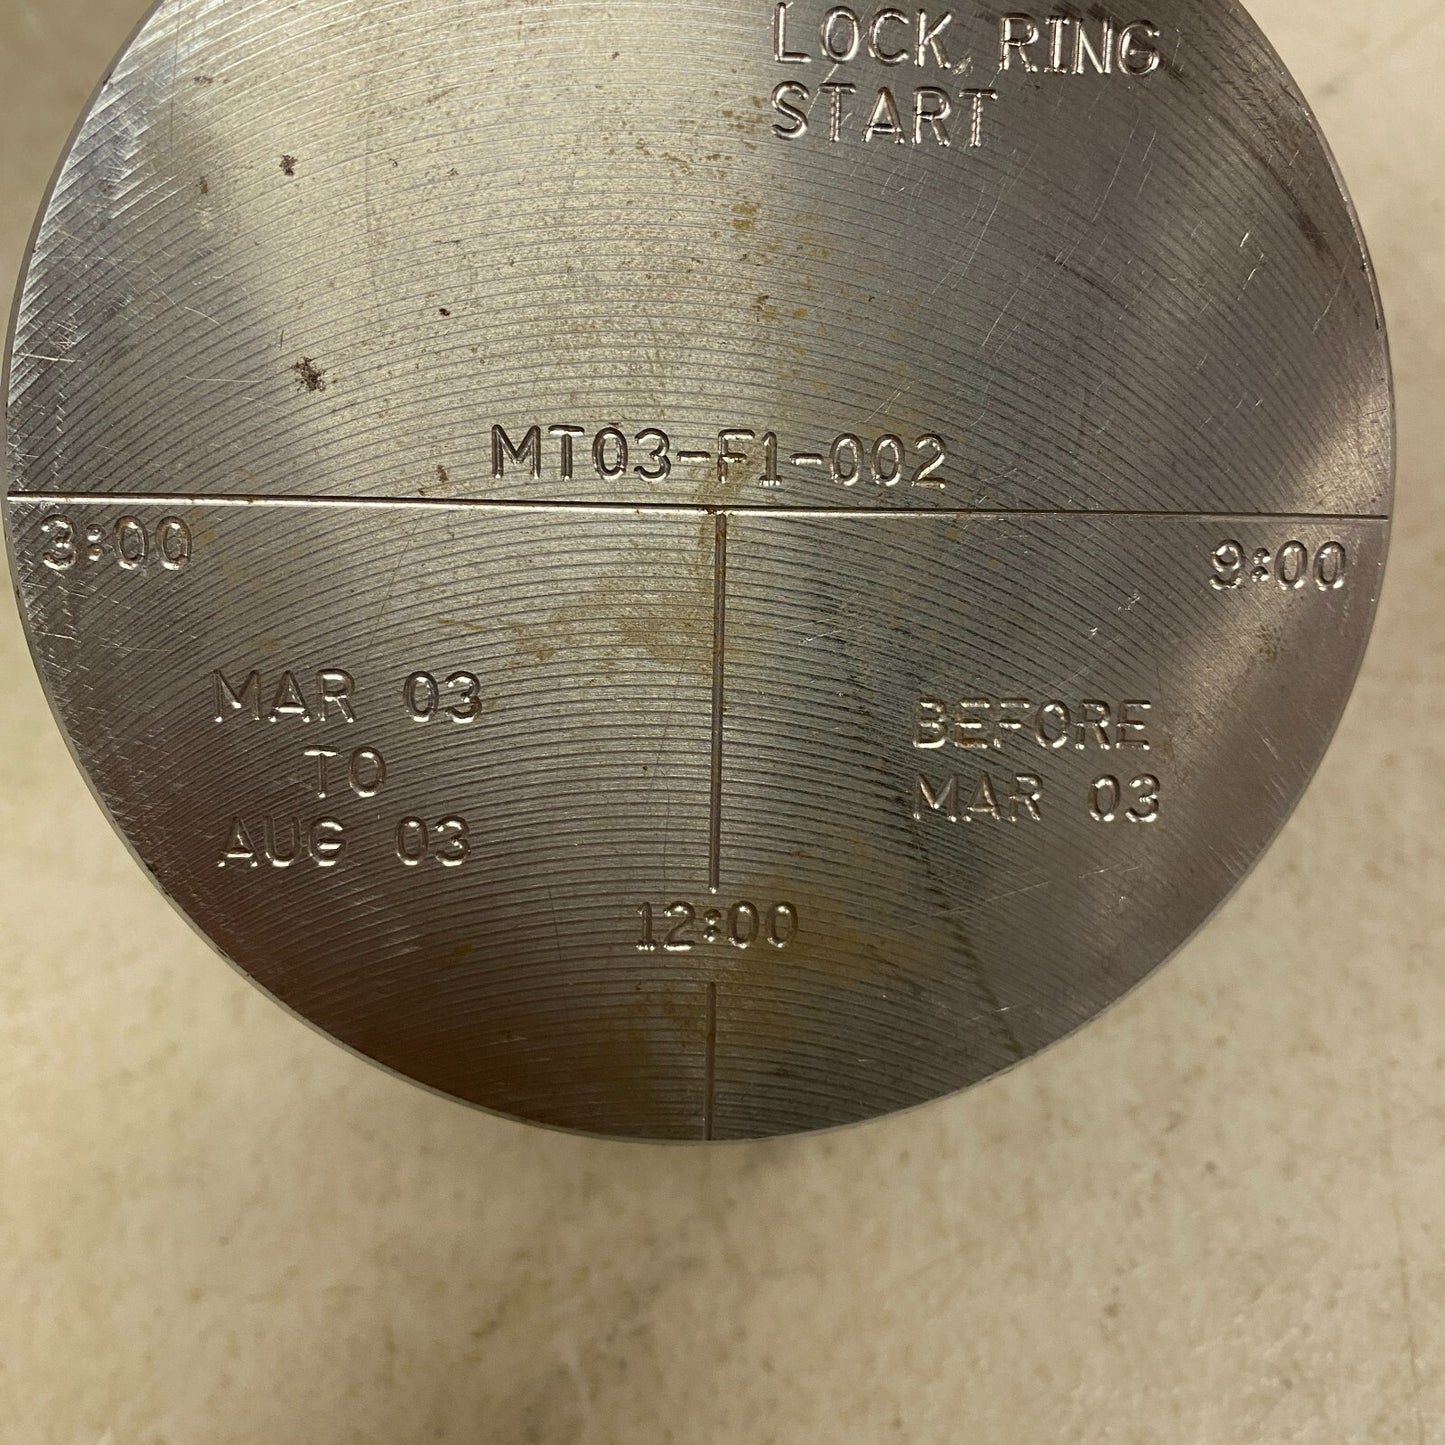 LOCK RING
START
MT03-F1-002
3:00
9:00
MAR 03
TO
AUG 03
BEFORE
MAR 03
12:00